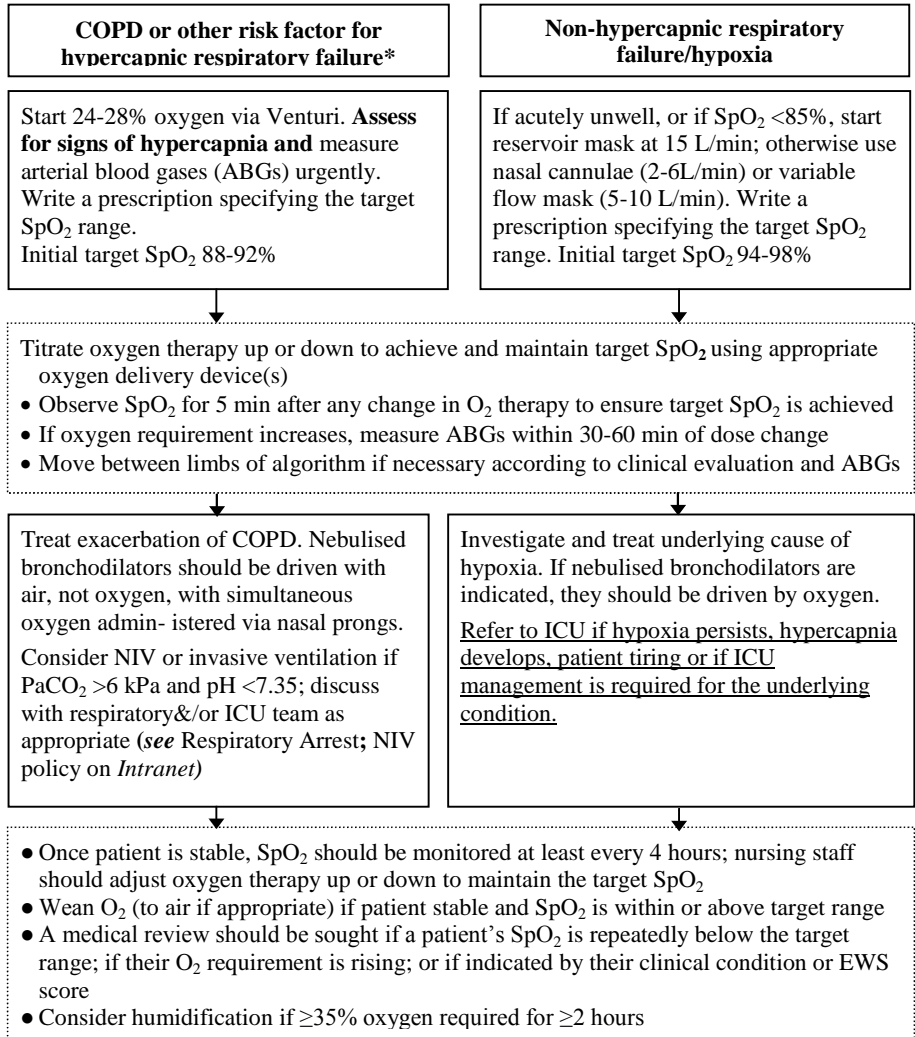 COPD or other risk factor for
hypercapnic respiratory failure*
Non-hypercapnic respiratory
failure/hypoxia
Start 24-28% oxygen via Venturi. Assess
for signs of hypercapnia and measure
arterial blood gases (ABGs) urgently.
Write a prescription specifying the target
SpO₂ range.
Initial target SpO₂ 88-92%
If acutely unwell, or if SpO₂ <85%, start
reservoir mask at 15 L/min; otherwise use
nasal cannulae (2-6L/min) or variable
flow mask (5-10 L/min). Write a
prescription specifying the target SpO₂
range. Initial target SpO₂ 94-98%
Titrate oxygen therapy up or down to achieve and maintain target SpO₂ using appropriate
oxygen delivery device(s)
• Observe SpO₂ for 5 min after any change in O₂ therapy to ensure target SpO₂ is achieved
• If oxygen requirement increases, measure ABGs within 30-60 min of dose change
• Move between limbs of algorithm if necessary according to clinical evaluation and ABGs
Treat exacerbation of COPD. Nebulised
bronchodilators should be driven with
air, not oxygen, with simultaneous
oxygen admin- istered via nasal prongs.
Consider NIV or invasive ventilation if
PaCO₂ >6 kPa and pH <7.35; discuss
with respiratory&/or ICU team as
appropriate (see Respiratory Arrest; NIV
policy on Intranet)
Investigate and treat underlying cause of
hypoxia. If nebulised bronchodilators are
indicated, they should be driven by oxygen.
Refer to ICU if hypoxia persists, hypercapnia
develops, patient tiring or if ICU
management is required for the underlying
condition.
• Once patient is stable, SpO₂ should be monitored at least every 4 hours; nursing staff
should adjust oxygen therapy up or down to maintain the target SpO₂
• Wean O₂ (to air if appropriate) if patient stable and SpO₂ is within or above target range
• A medical review should be sought if a patient's SpO₂ is repeatedly below the target
range; if their O₂ requirement is rising; or if indicated by their clinical condition or EWS
score
• Consider humidification if ≥35% oxygen required for ≥2 hours